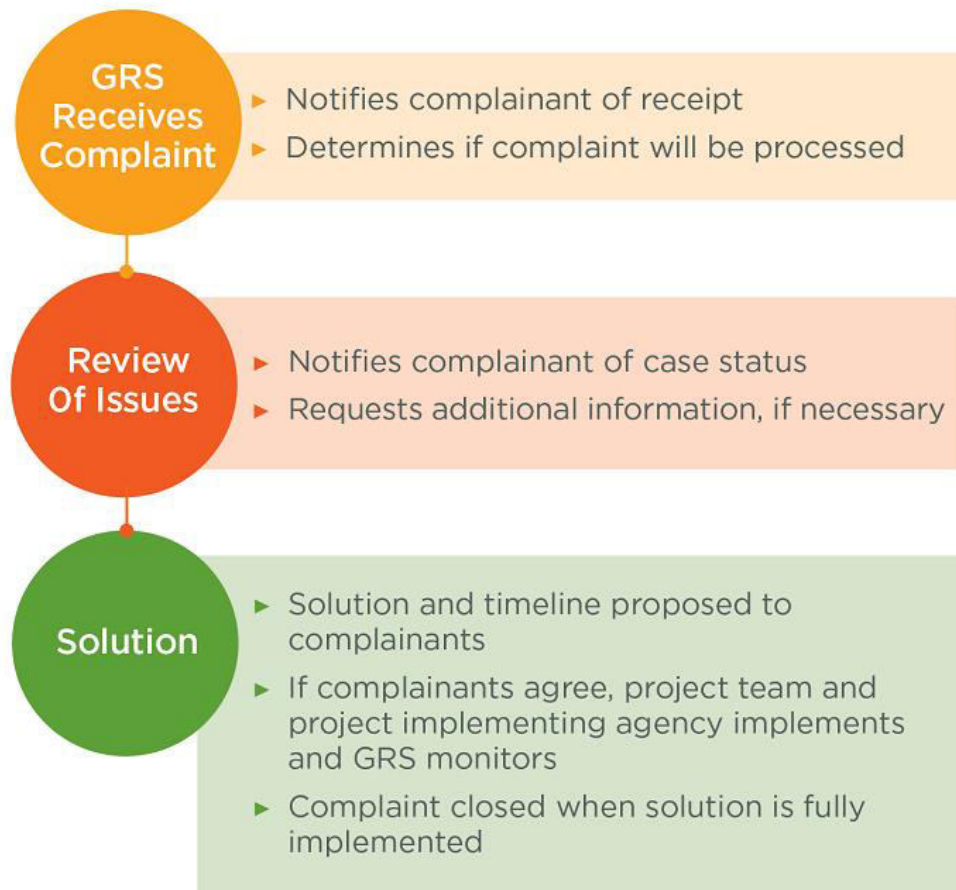 GRS
Receives
Complaint
► Notifies complainant of receipt
► Determines if complaint will be processed
Review
Of Issues
► Notifies complainant of case status
► Requests additional information, if necessary
Solution
► Solution and timeline proposed to
complainants
► If complainants agree, project team and
project implementing agency implements
and GRS monitors
► Complaint closed when solution is fully
implemented